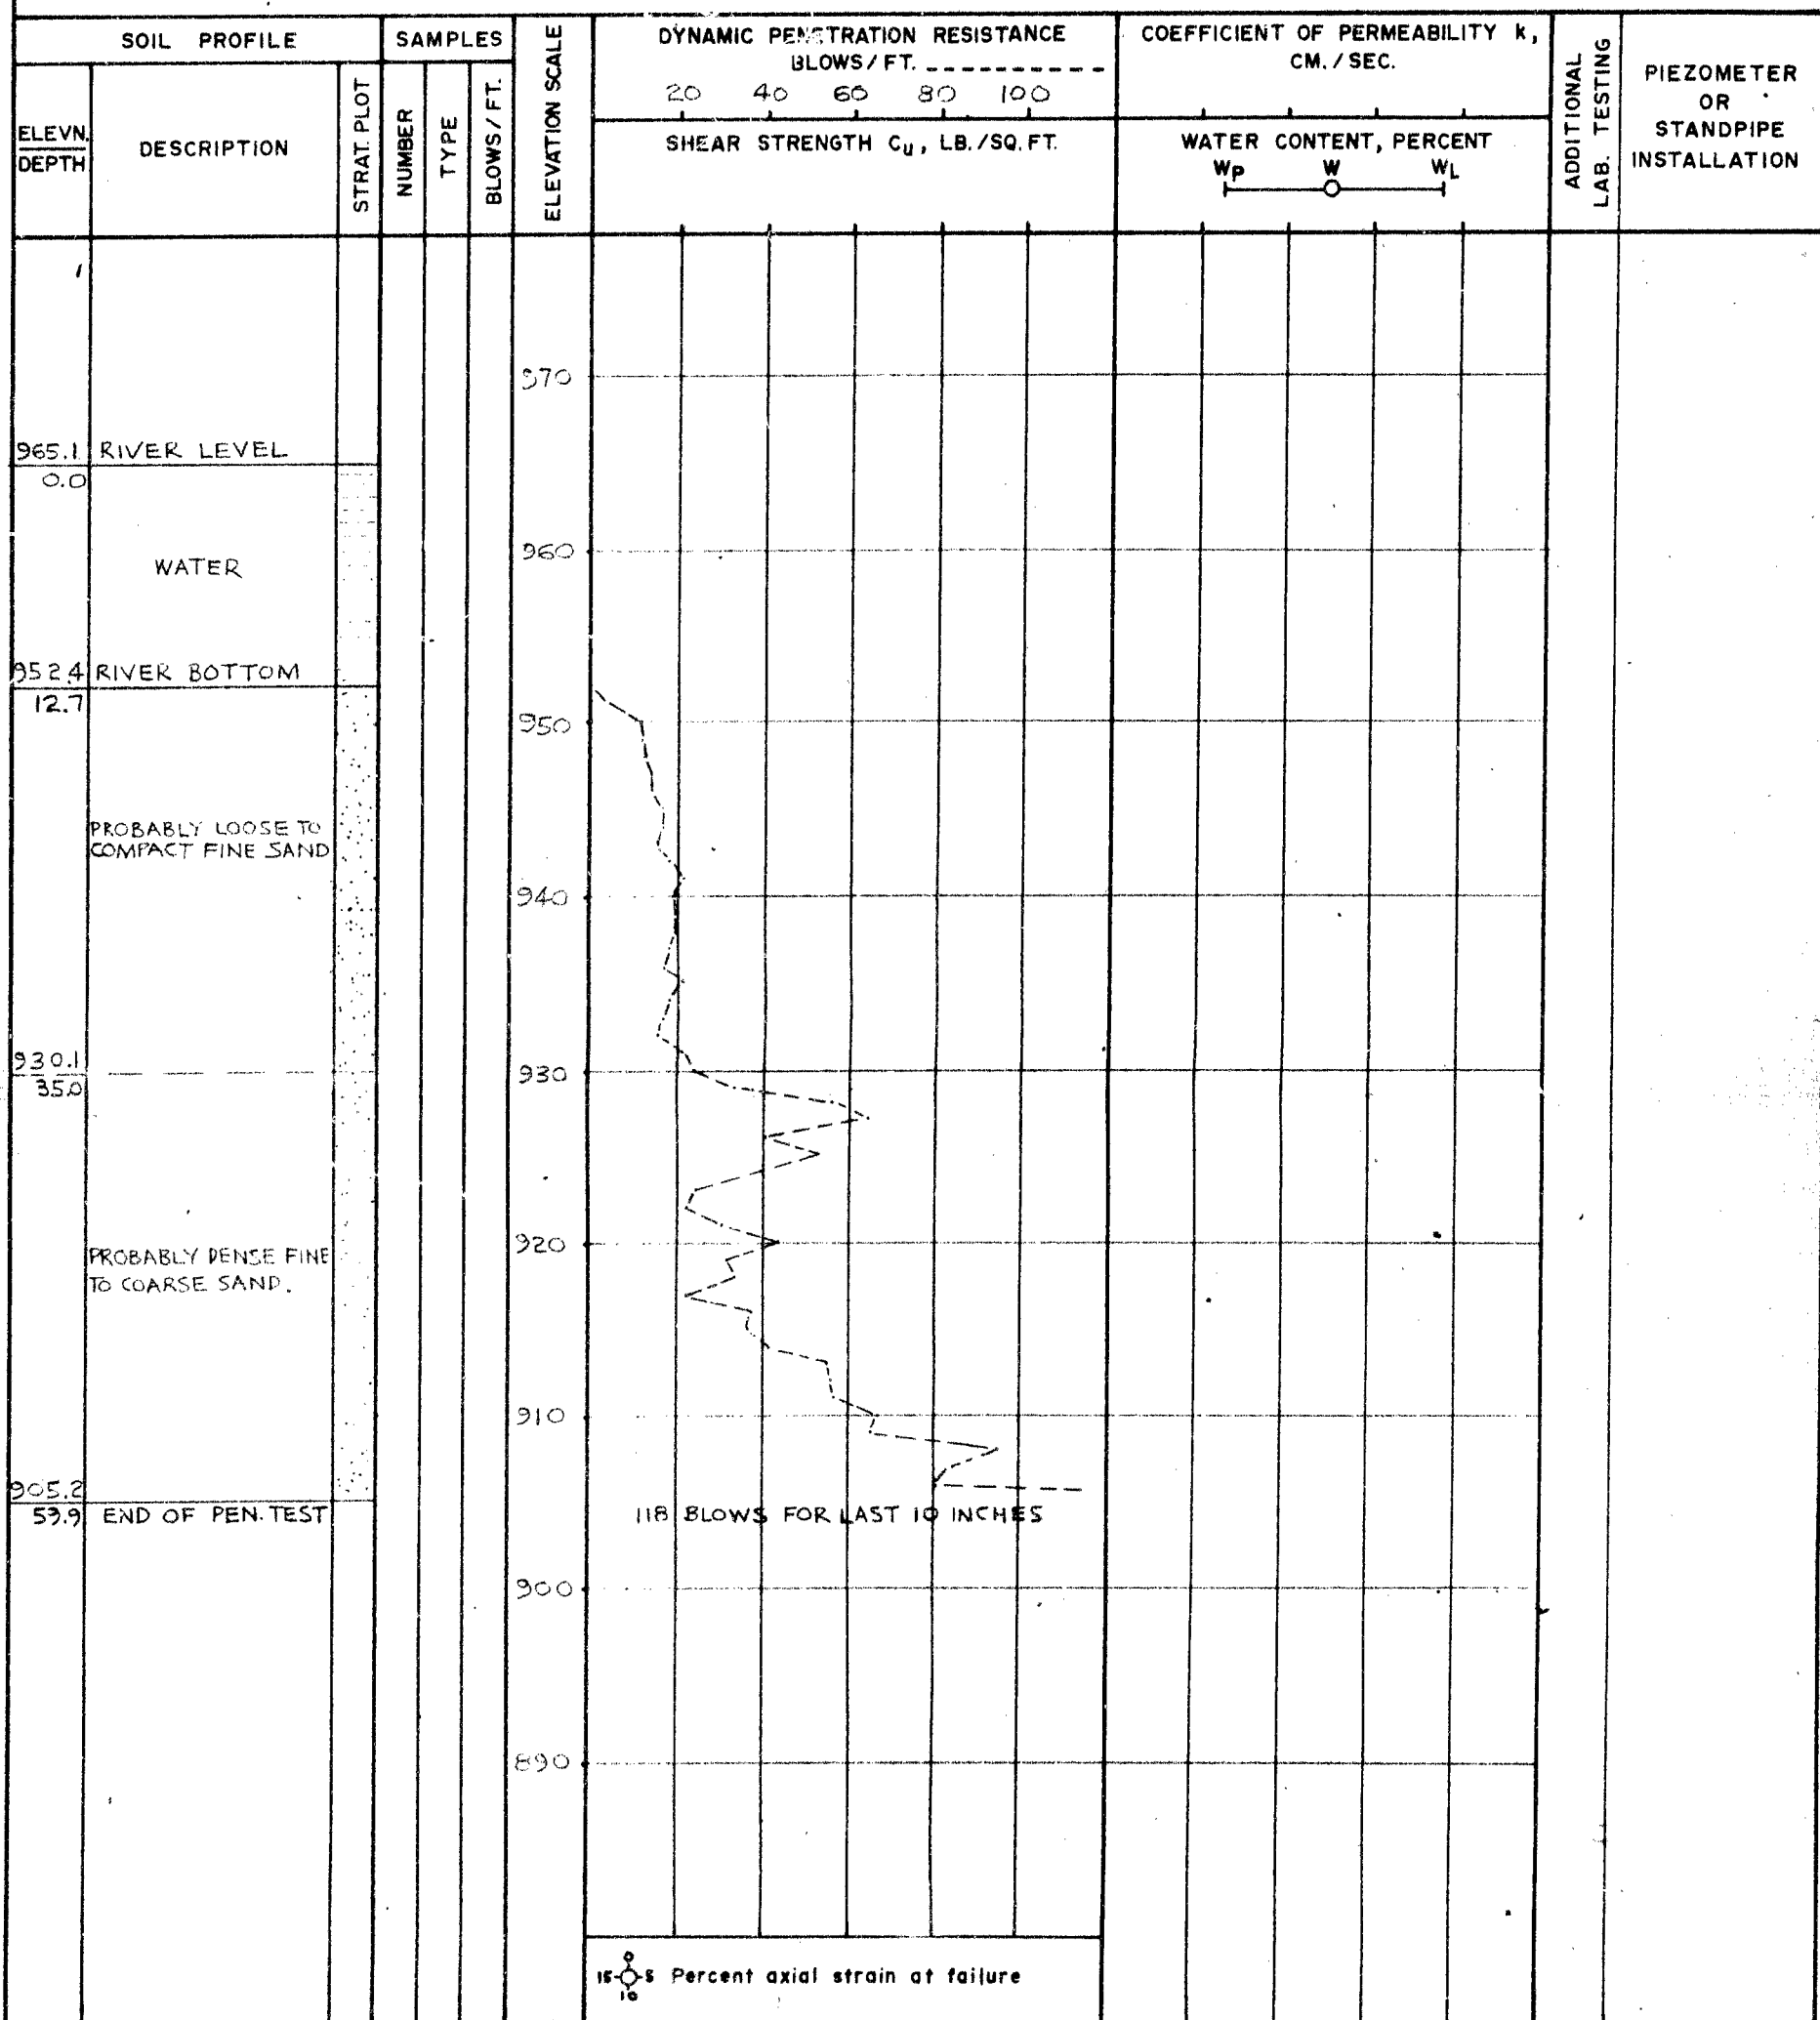 SOIL PROFILE
SAMPLES
ELEVATION SCALE
DYNAMIC PENETRATION RESISTANCE
BLOWS/FT.
20 40 60 80 100
SHEAR STRENGTH Cu, LB./SQ.FT.
COEFFICIENT OF PERMEABILITY k,
CM./SEC.
WATER CONTENT, PERCENT
Wp W WL
ADDITIONAL
LAB. TESTING
PIEZOMETER
OR
STANDPIPE
INSTALLATION
ELEVN.
DEPTH
DESCRIPTION
STRAT. PLOT
NUMBER
TYPE
BLOWS/FT.
970
965.1 RIVER LEVEL
0.0
960
WATER
952.4 RIVER BOTTOM
12.7
950
PROBABLY LOOSE TO
COMPACT FINE SAND
940
930.1
35.0
930
920
PROBABLY DENSE FINE
TO COARSE SAND.
910
905.2
59.9 END OF PEN. TEST
118 BLOWS FOR LAST 10 INCHES
900
890
0
15 5 Percent axial strain at failure
10